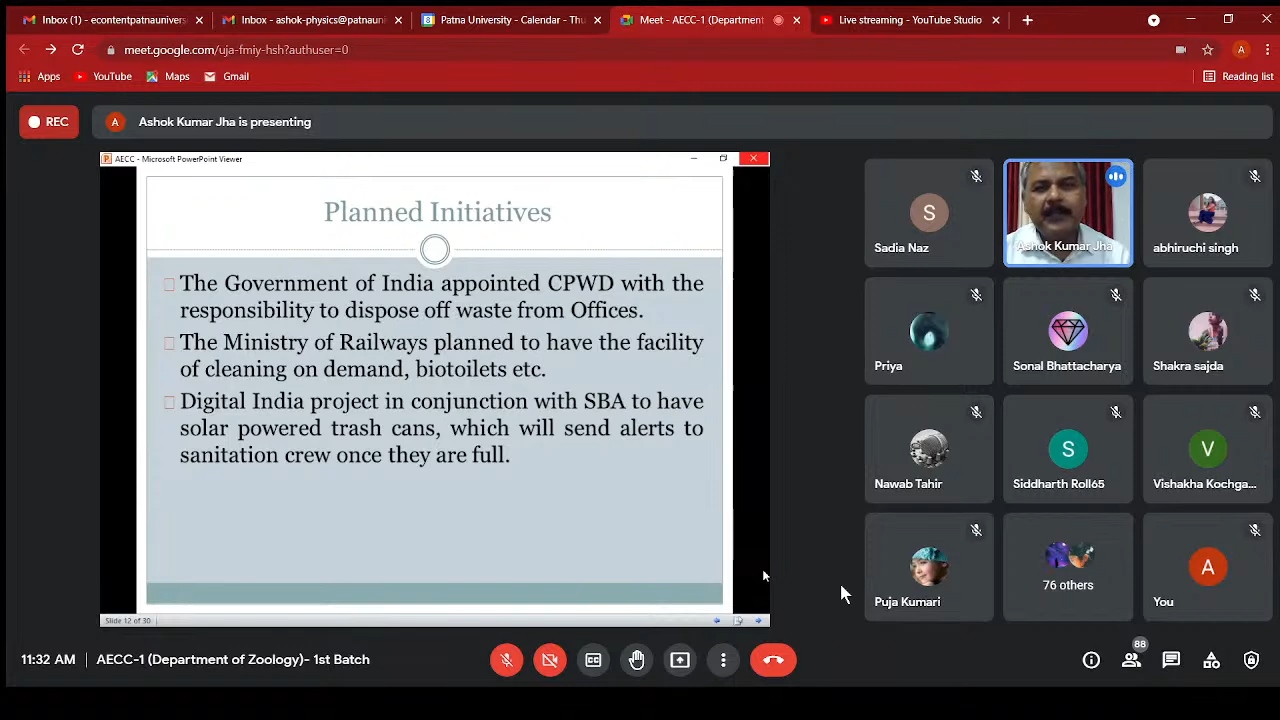 Inbox (1) - econtentpatnaunivers
Inbox - ashok-physics@patnauni
Patna University - Calendar - Thu
Meet - AECC-1 (Department
Live streaming - YouTube Studio
meet.google.com/uja-fmiy-hsh?authuser=0
A
Apps
YouTube
Maps
Gmail
Reading list
REC
A
Ashok Kumar Jha is presenting
AECC - Microsoft PowerPoint Viewer
Planned Initiatives
The Government of India appointed CPWD with the
responsibility to dispose off waste from Offices.
The Ministry of Railways planned to have the facility
of cleaning on demand, biotoilets etc.
Digital India project in conjunction with SBA to have
solar powered trash cans, which will send alerts to
sanitation crew once they are full.
Slide 12 of 30
S
Sadia Naz
Ashok Kumar Jha
abhiruchi singh
Priya
Sonal Bhattacharya
Shakra sajda
Nawab Tahir
S
Siddharth Roll65
V
Vishakha Kochga...
Puja Kumari
76 others
A
You
11:32 AM
AECC-1 (Department of Zoology)- 1st Batch
88